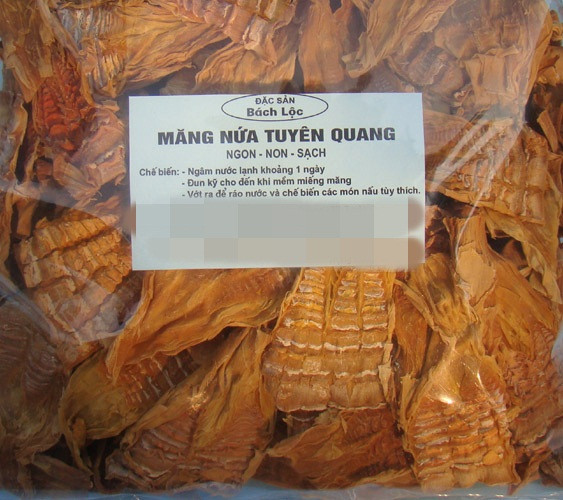 ĐẶC SẢN
Bách Lộc
MĂNG NỨA TUYÊN QUANG
NGON - NON - SẠCH
Chế biến: - Ngâm nước lạnh khoảng 1 ngày
- Đun kỹ cho đến khi mềm miếng măng
- Vớt ra để ráo nước và chế biến các món nấu tùy thích.